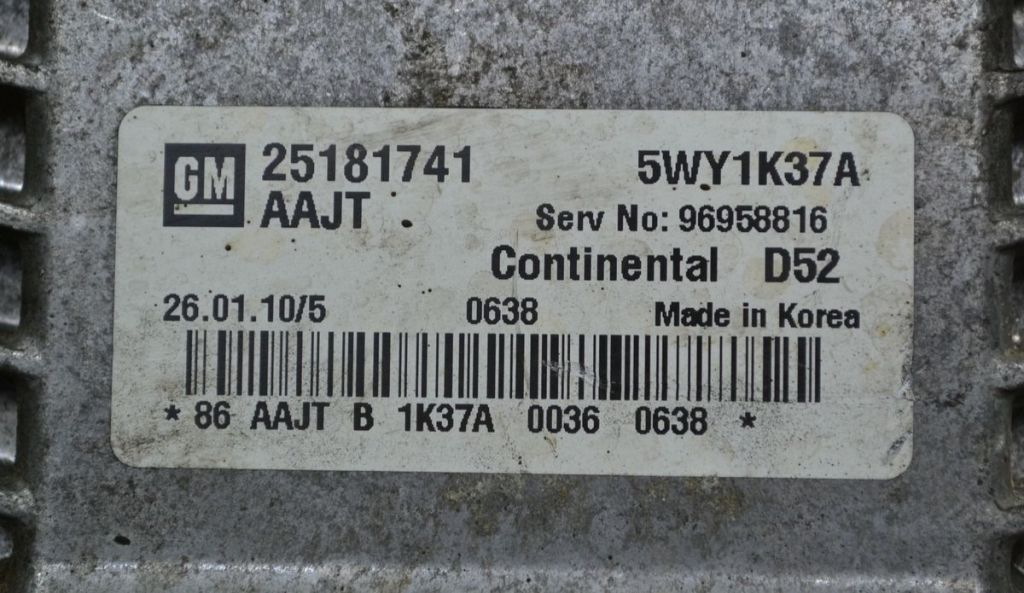 GM 25181741 5WY1K37A
AAJT Serv No: 96958816
Continental D52
26.01.10/5 0638 Made in Korea
* 86 AAJT B 1K37A 0036 0638 *